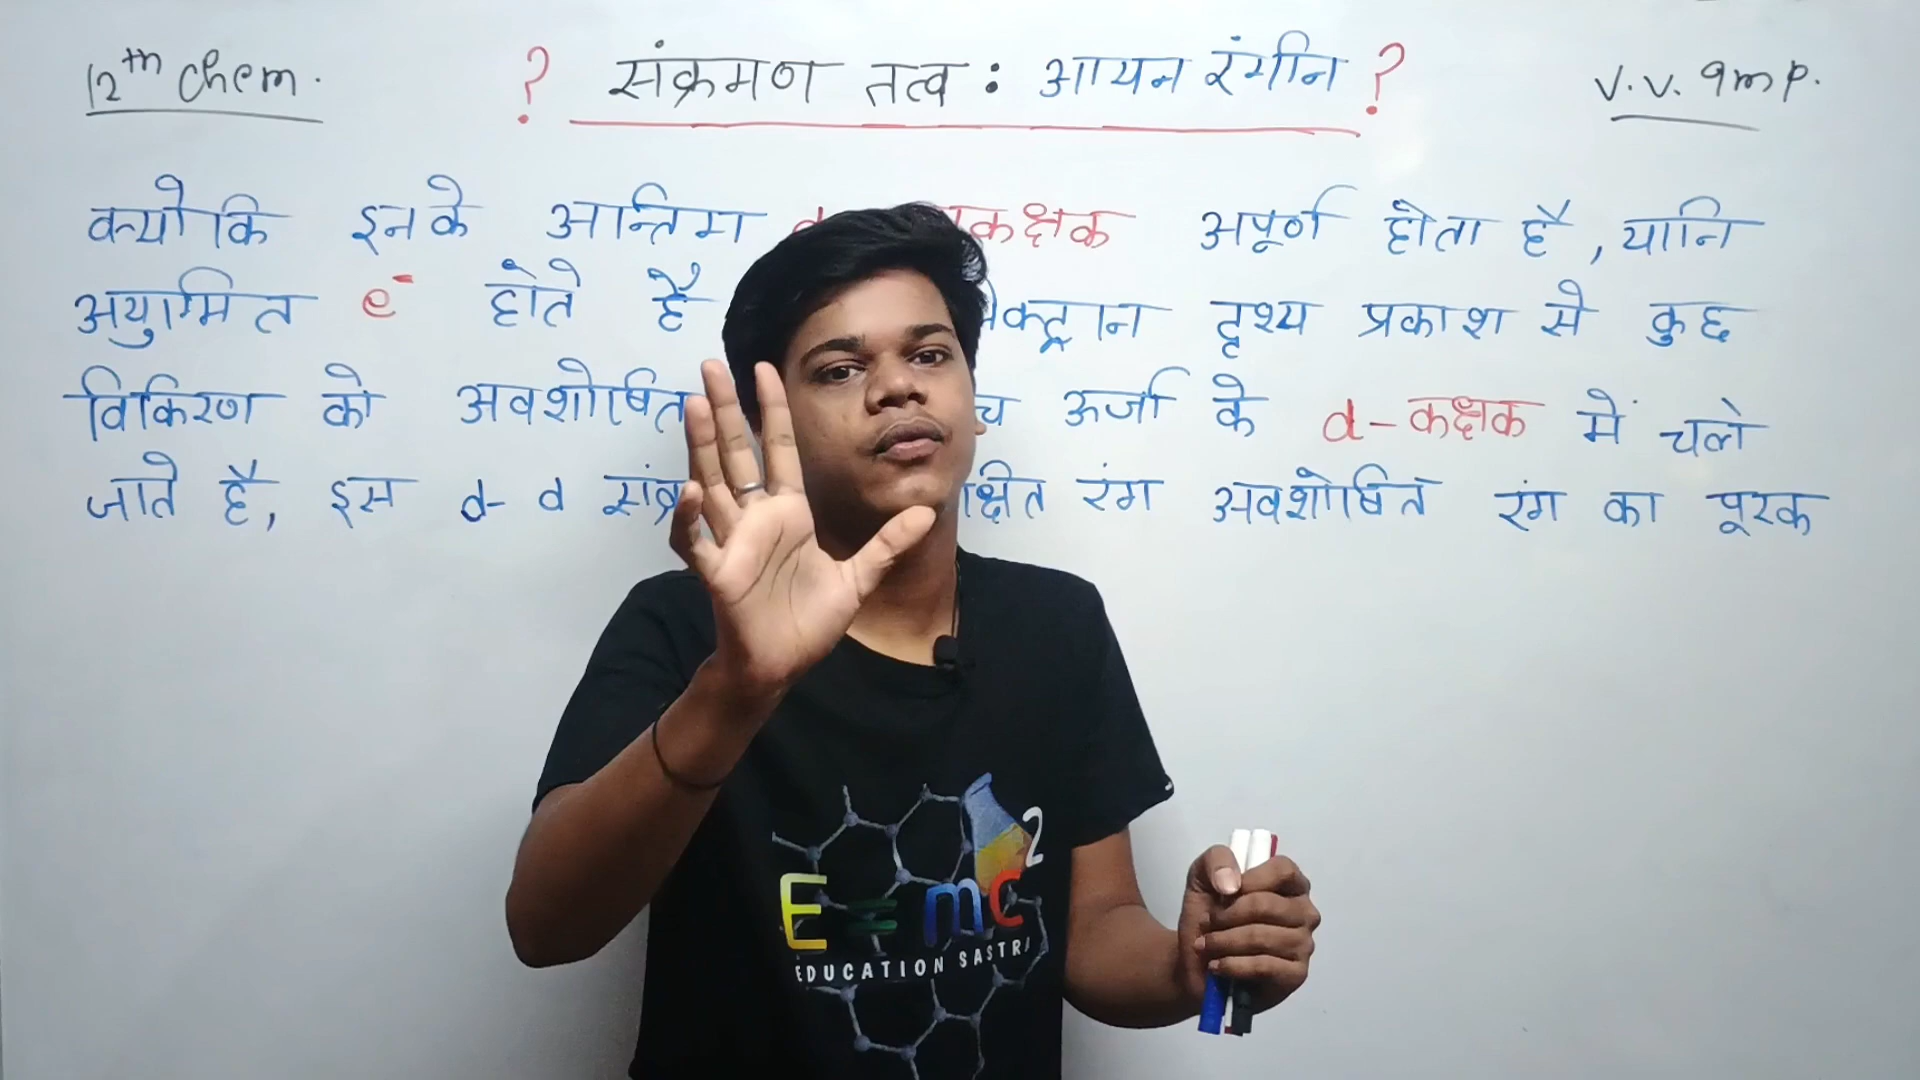 12th Chem.
? संक्रमण तत्व : आयन रंगीन ?
V.V. Imp.
क्योकि इनके अन्तिम कक्षक अपूर्ण होता है, यानि
अयुग्मित e- होते है दृश्य प्रकाश से कुछ
विकिरण को अवशोषित ऊर्जा के d-कक्षक में चले
जाते है, इस d-d रंग अवशोषित रंग का पूरक
E=mc2
EDUCATION SASTRA